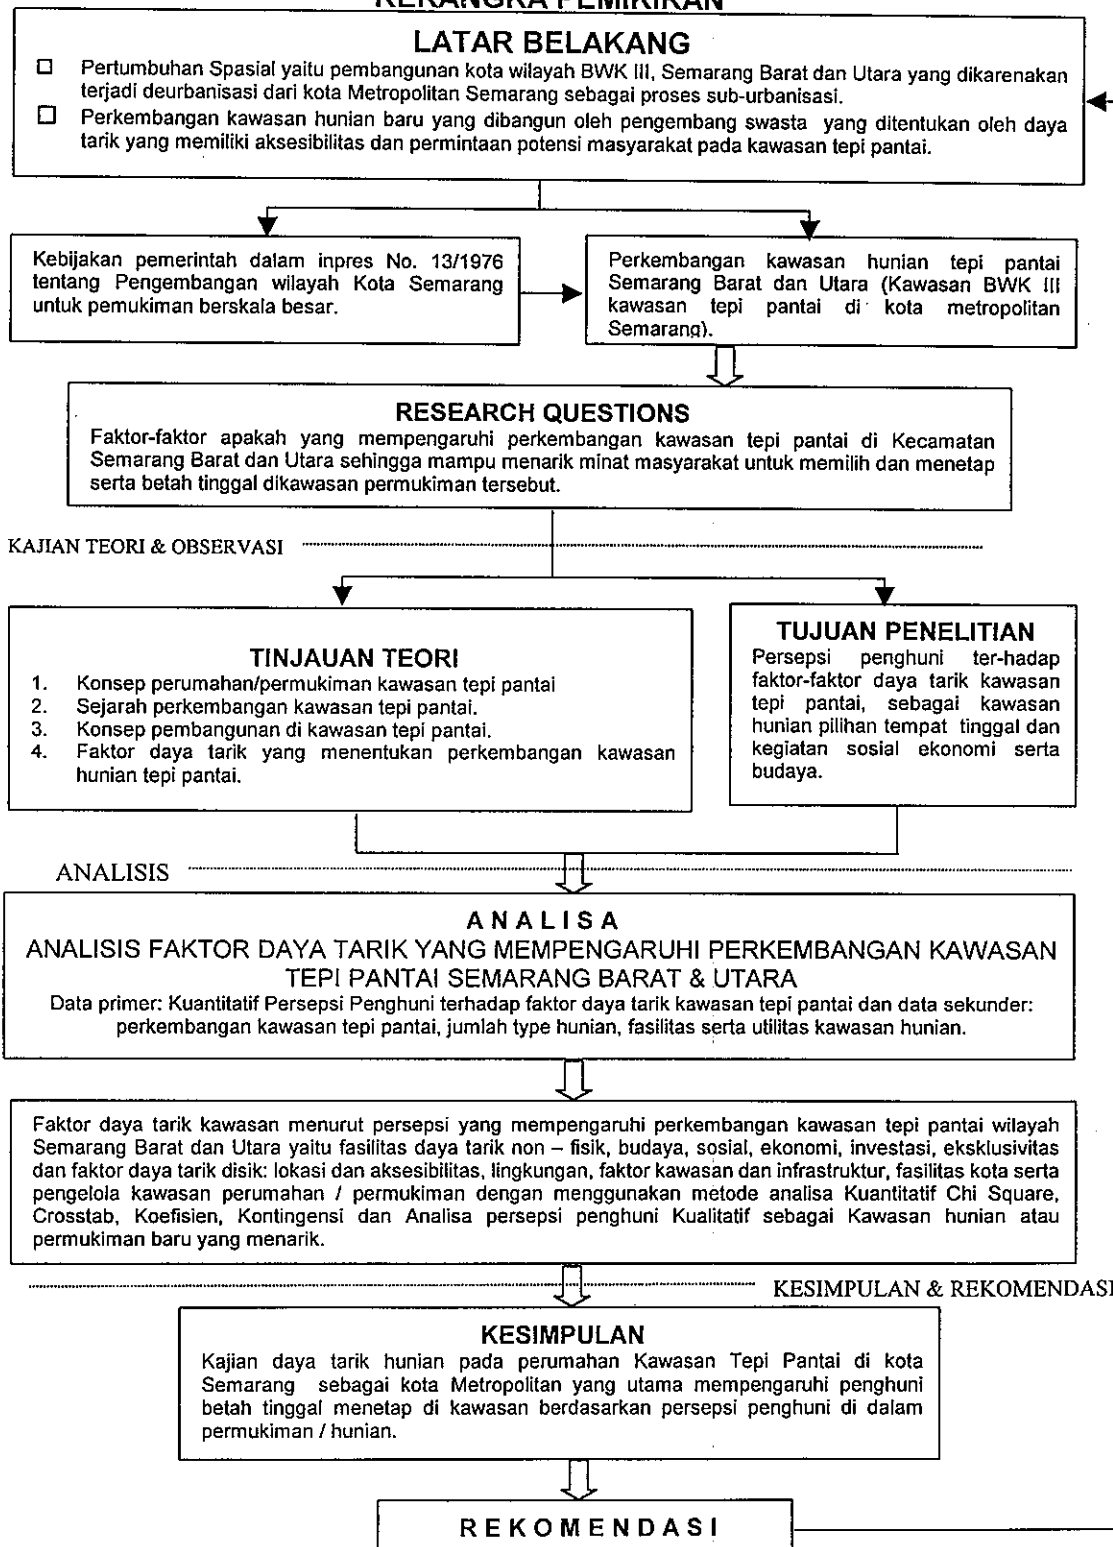 KERANGKA PEMIKIRAN
LATAR BELAKANG
Pertumbuhan Spasial yaitu pembangunan kota wilayah BWK III, Semarang Barat dan Utara yang dikarenakan
terjadi deurbanisasi dari kota Metropolitan Semarang sebagai proses sub-urbanisasi.
Perkembangan kawasan hunian baru yang dibangun oleh pengembang swasta yang ditentukan oleh daya
tarik yang memiliki aksesibilitas dan permintaan potensi masyarakat pada kawasan tepi pantai.
Kebijakan pemerintah dalam inpres No. 13/1976
tentang Pengembangan wilayah Kota Semarang
untuk pemukiman berskala besar.
Perkembangan kawasan hunian tepi pantai
Semarang Barat dan Utara (Kawasan BWK III
kawasan tepi pantai di kota metropolitan
Semarang).
RESEARCH QUESTIONS
Faktor-faktor apakah yang mempengaruhi perkembangan kawasan tepi pantai di Kecamatan
Semarang Barat dan Utara sehingga mampu menarik minat masyarakat untuk memilih dan menetap
serta betah tinggal dikawasan permukiman tersebut.
KAJIAN TEORI & OBSERVASI
TINJAUAN TEORI
1. Konsep perumahan/permukiman kawasan tepi pantai
2. Sejarah perkembangan kawasan tepi pantai.
3. Konsep pembangunan di kawasan tepi pantai.
4. Faktor daya tarik yang menentukan perkembangan kawasan
hunian tepi pantai.
TUJUAN PENELITIAN
Persepsi penghuni ter-hadap
faktor-faktor daya tarik kawasan
tepi pantai, sebagai kawasan
hunian pilihan tempat tinggal dan
kegiatan sosial ekonomi serta
budaya.
ANALISIS
ANALISA
ANALISIS FAKTOR DAYA TARIK YANG MEMPENGARUHI PERKEMBANGAN KAWASAN
TEPI PANTAI SEMARANG BARAT & UTARA
Data primer: Kuantitatif Persepsi Penghuni terhadap faktor daya tarik kawasan tepi pantai dan data sekunder:
perkembangan kawasan tepi pantai, jumlah type hunian, fasilitas serta utilitas kawasan hunian.
Faktor daya tarik kawasan menurut persepsi yang mempengaruhi perkembangan kawasan tepi pantai wilayah
Semarang Barat dan Utara yaitu fasilitas daya tarik non – fisik, budaya, sosial, ekonomi, investasi, eksklusivitas
dan faktor daya tarik disik: lokasi dan aksesibilitas, lingkungan, faktor kawasan dan infrastruktur, fasilitas kota serta
pengelola kawasan perumahan / permukiman dengan menggunakan metode analisa Kuantitatif Chi Square,
Crosstab, Koefisien, Kontingensi dan Analisa persepsi penghuni Kualitatif sebagai Kawasan hunian atau
permukiman baru yang menarik.
KESIMPULAN & REKOMENDASI
KESIMPULAN
Kajian daya tarik hunian pada perumahan Kawasan Tepi Pantai di kota
Semarang sebagai kota Metropolitan yang utama mempengaruhi penghuni
betah tinggal menetap di kawasan berdasarkan persepsi penghuni di dalam
permukiman / hunian.
REKOMENDASI